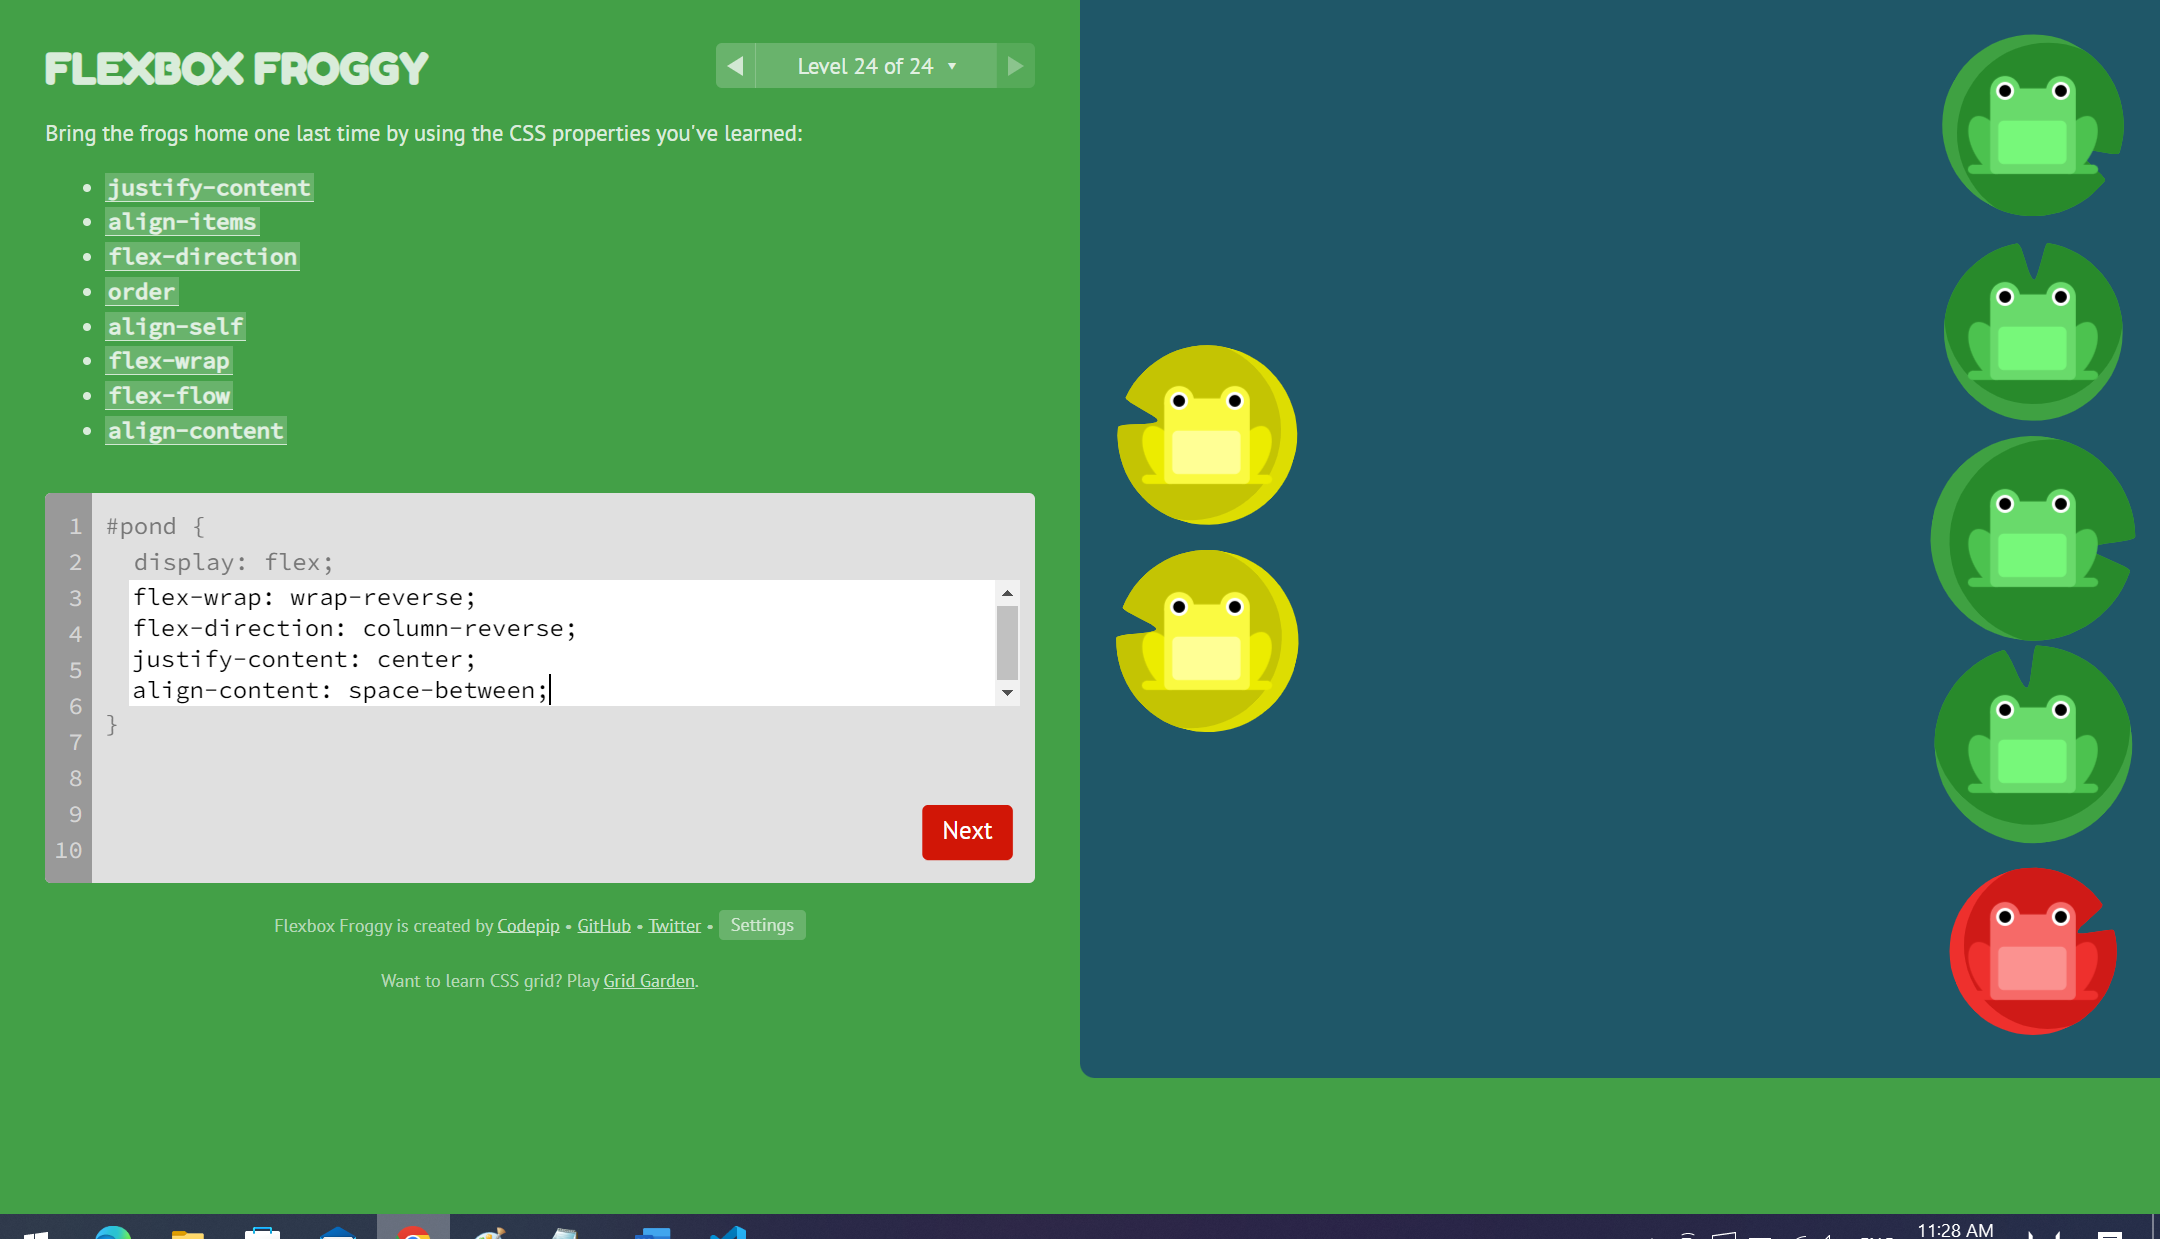 FLEXBOX FROGGY
Level 24 of 24
Bring the frogs home one last time by using the CSS properties you've learned:
justify-content
align-items
flex-direction
order
align-self
flex-wrap
flex-flow
align-content
1 #pond {
2 display: flex;
3 flex-wrap: wrap-reverse;
4 flex-direction: column-reverse;
5 justify-content: center;
6 align-content: space-between;
7 }
8
9
10
Next
Flexbox Froggy is created by Codepip • GitHub • Twitter • Settings
Want to learn CSS grid? Play Grid Garden.
11:28 AM